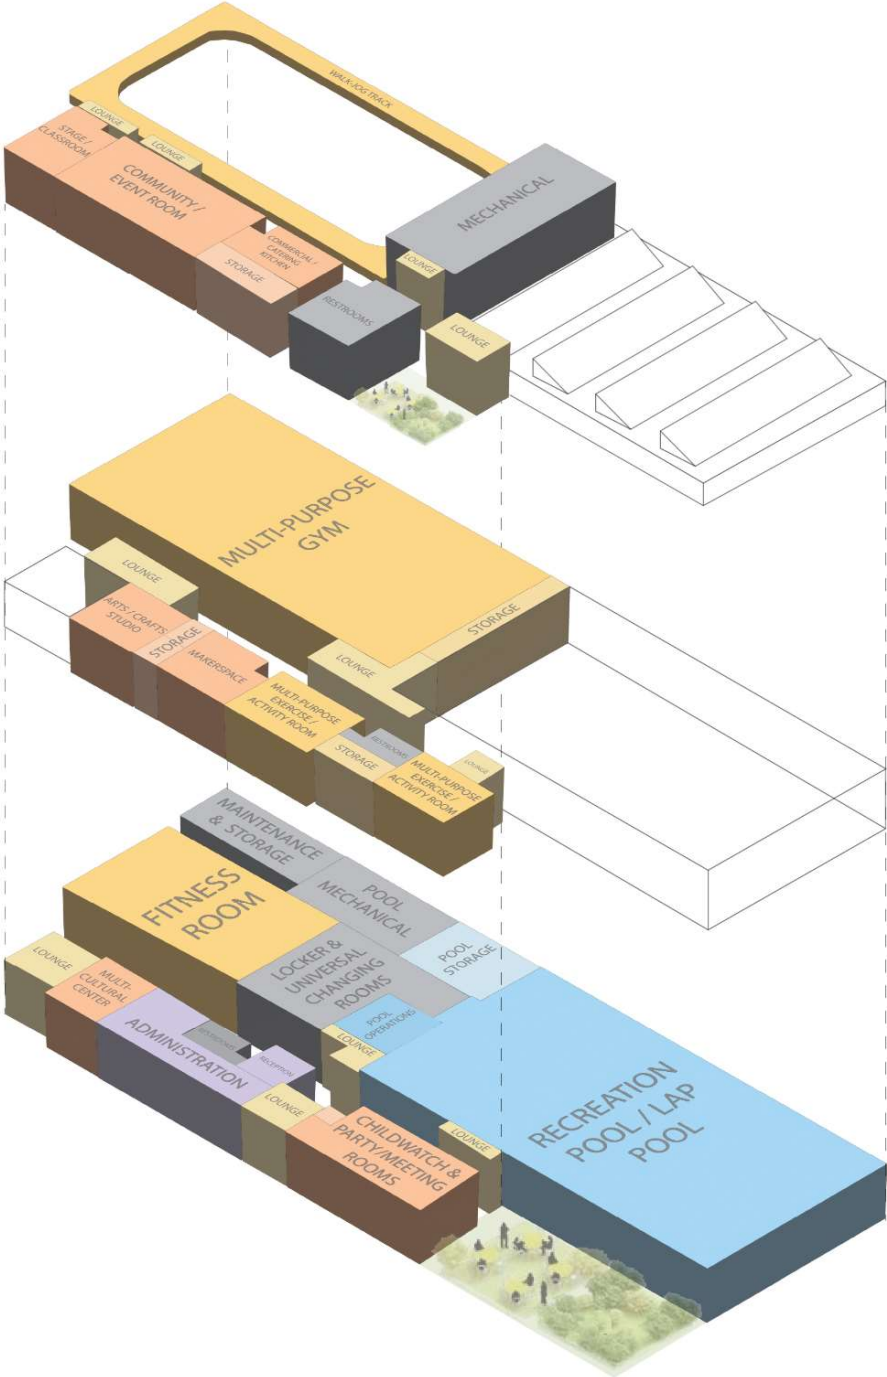 WALK-JOG TRACK
LOUNGE
STAGE /
CLASSROOM
LOUNGE
COMMUNITY /
EVENT ROOM
MECHANICAL
COMMERCIAL /
CATERING
KITCHEN
LOUNGE
STORAGE
RESTROOMS
LOUNGE
MULTI-PURPOSE
GYM
LOUNGE
STORAGE
ARTS / CRAFTS
STUDIO
STORAGE
MAKERSPACE
LOUNGE
MULTI-PURPOSE
EXERCISE /
ACTIVITY ROOM
RESTROOMS
STORAGE
MULTI-PURPOSE
EXERCISE /
ACTIVITY ROOM
LOUNGE
MAINTENANCE
& STORAGE
POOL
MECHANICAL
FITNESS
ROOM
LOCKER &
UNIVERSAL
CHANGING
ROOMS
POOL
STORAGE
LOUNGE
MULTI-
CULTURAL
CENTER
POOL
OPERATIONS
ADMINISTRATION
RESTROOMS
LOUNGE
RECEPTION
LOUNGE
CHILDWATCH &
PARTY/MEETING
ROOMS
LOUNGE
RECREATION
POOL / LAP
POOL